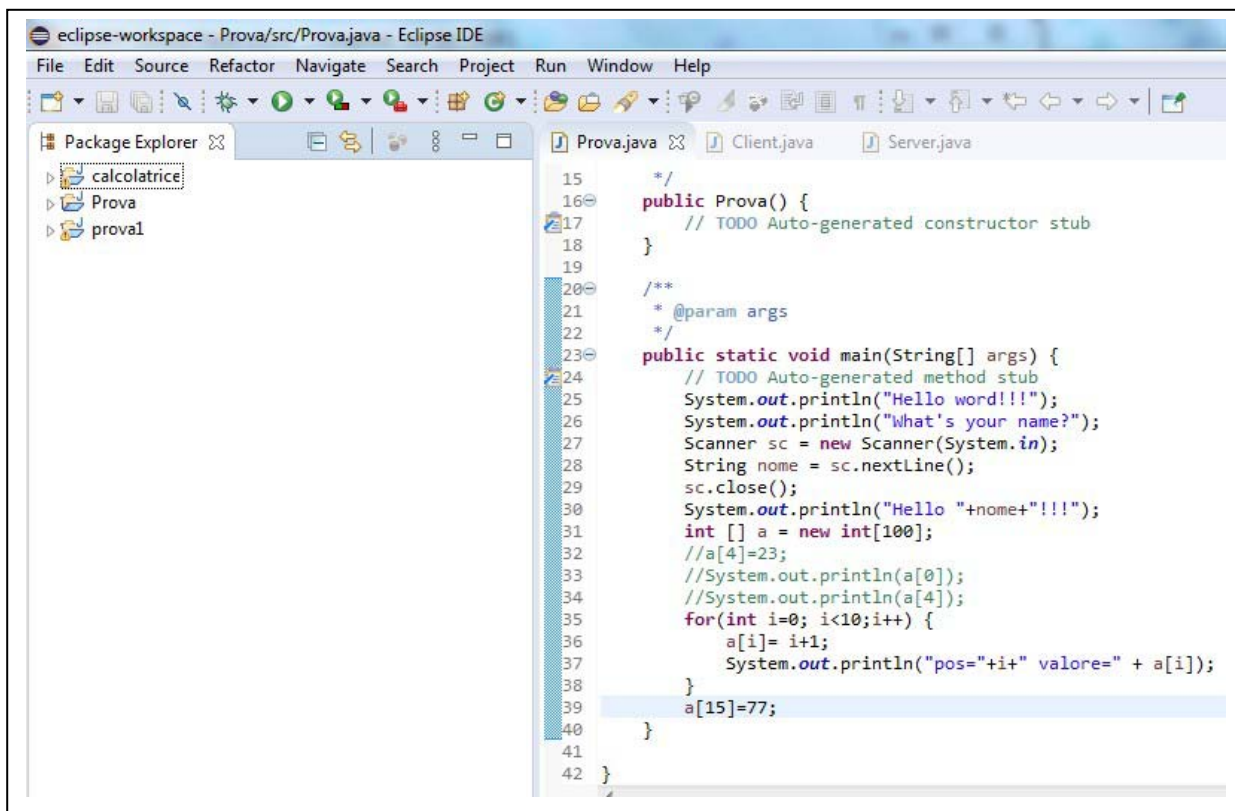 eclipse-workspace - Prova/src/Prova.java - Eclipse IDE
File Edit Source Refactor Navigate Search Project Run Window Help
Package Explorer
calcolatrice
Prova
prova1
Prova.java Client.java Server.java
15 */
16 public Prova() {
17 // TODO Auto-generated constructor stub
18 }
19
20 /**
21 * @param args
22 */
23 public static void main(String[] args) {
24 // TODO Auto-generated method stub
25 System.out.println("Hello word!!!");
26 System.out.println("What's your name?");
27 Scanner sc = new Scanner(System.in);
28 String nome = sc.nextLine();
29 sc.close();
30 System.out.println("Hello "+nome+"!!!");
31 int [] a = new int[100];
32 //a[4]=23;
33 //System.out.println(a[0]);
34 //System.out.println(a[4]);
35 for(int i=0; i<10;i++) {
36 a[i]= i+1;
37 System.out.println("pos="+i+" valore=" + a[i]);
38 }
39 a[15]=77;
40 }
41
42 }